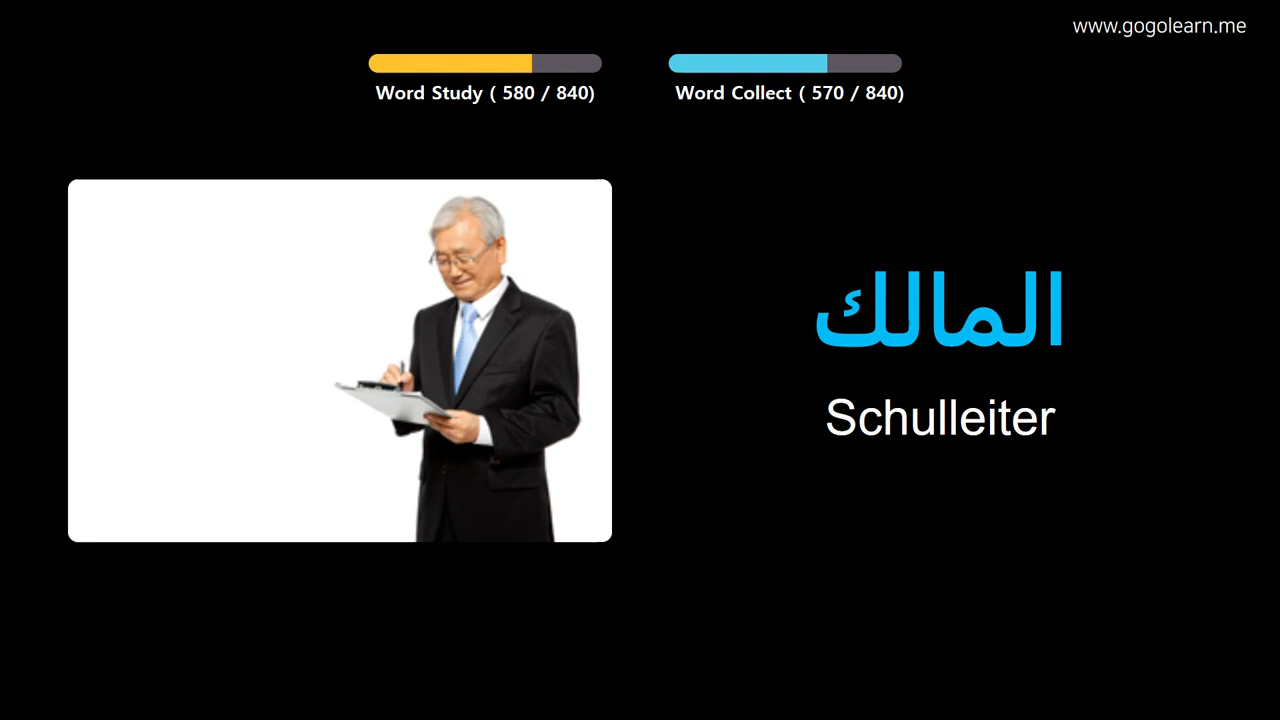 www.gogolearn.me
Word Study ( 580 / 840)
Word Collect ( 570 / 840)
المالك
Schulleiter